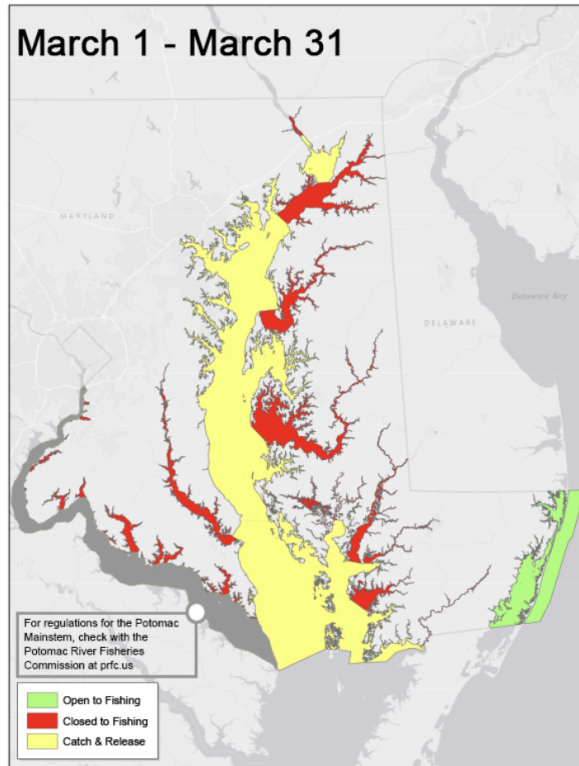 March 1 - March 31
MARYLAND
Delaware Bay
DELAWARE
For regulations for the Potomac
Mainstem, check with the
Potomac River Fisheries
Commission at prfc.us
Open to Fishing
Closed to Fishing
Catch & Release